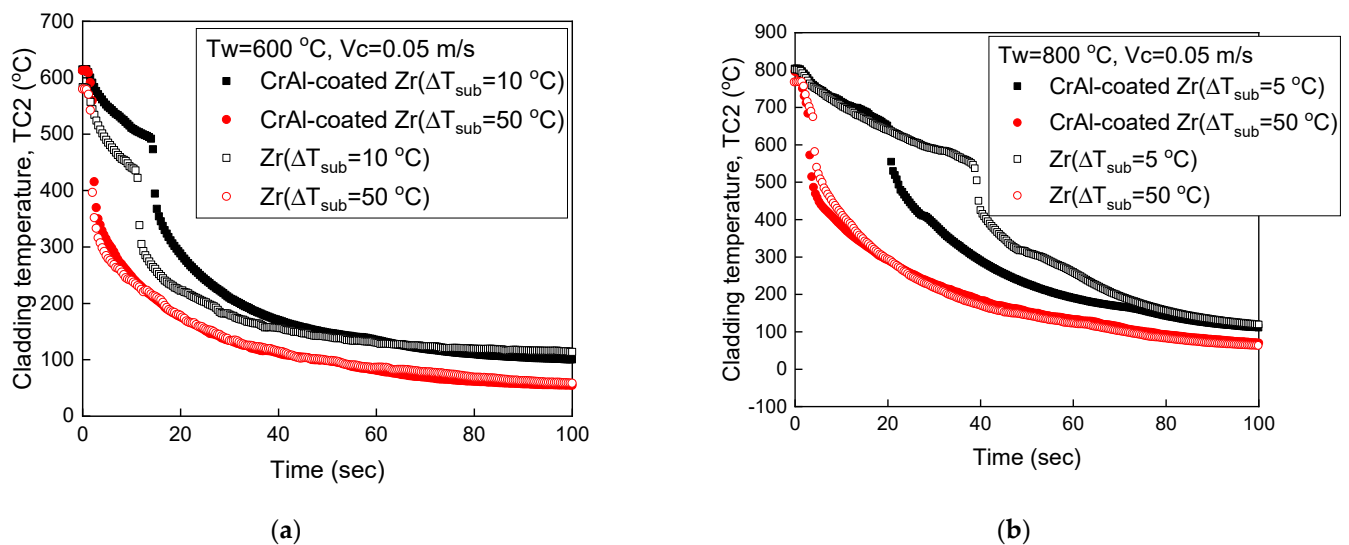 Tw=600 °C, Vc=0.05 m/s
CrAl-coated Zr(ΔTsub=10 °C)
CrAl-coated Zr(ΔTsub=50 °C)
Zr(ΔTsub=10 °C)
Zr(ΔTsub=50 °C)
Cladding temperature, TC2 (°C)
700
600
500
400
300
200
100
0
0 20 40 60 80 100
Time (sec)
(a)
Tw=800 °C, Vc=0.05 m/s
CrAl-coated Zr(ΔTsub=5 °C)
CrAl-coated Zr(ΔTsub=50 °C)
Zr(ΔTsub=5 °C)
Zr(ΔTsub=50 °C)
Cladding temperature, TC2 (°C)
900
800
700
600
500
400
300
200
100
0
-100
0 20 40 60 80 100
Time (sec)
(b)